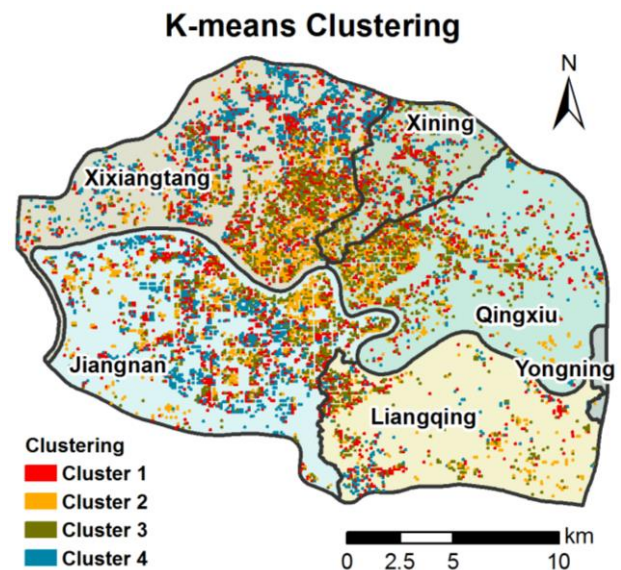 K-means Clustering
N
Xining
Xixiangtang
Qingxiu
Jiangnan
Yongning
Liangqing
Clustering
Cluster 1
Cluster 2
Cluster 3
Cluster 4
km
0 2.5 5 10